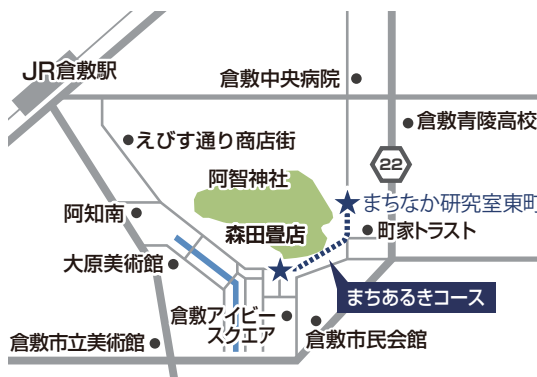 JR倉敷駅
倉敷中央病院
倉敷青陵高校
えびす通り商店街
22
阿智神社
まちなか研究室東町
阿知南
森田畳店
町家トラスト
大原美術館
まちあるきコース
倉敷アイビー
スクエア
倉敷市民会館
倉敷市立美術館